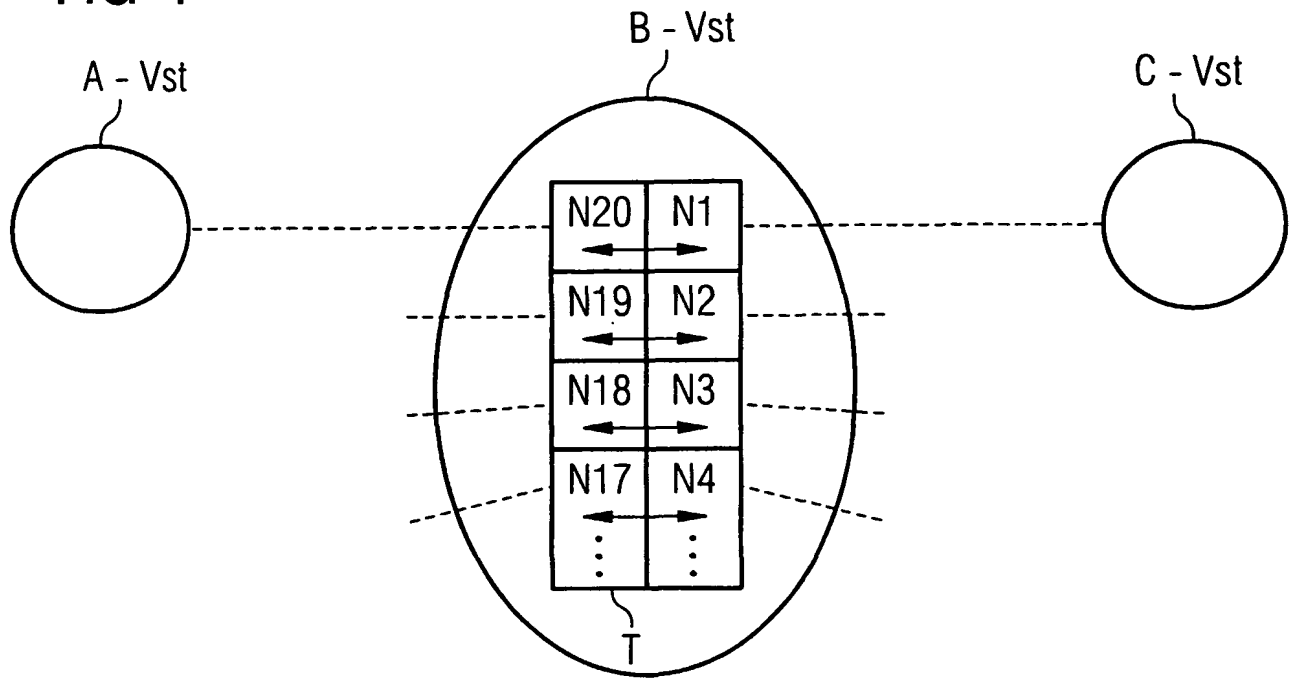 B - Vst
A - Vst
C - Vst
N20 N1
N19 N2
N18 N3
N17 N4
T